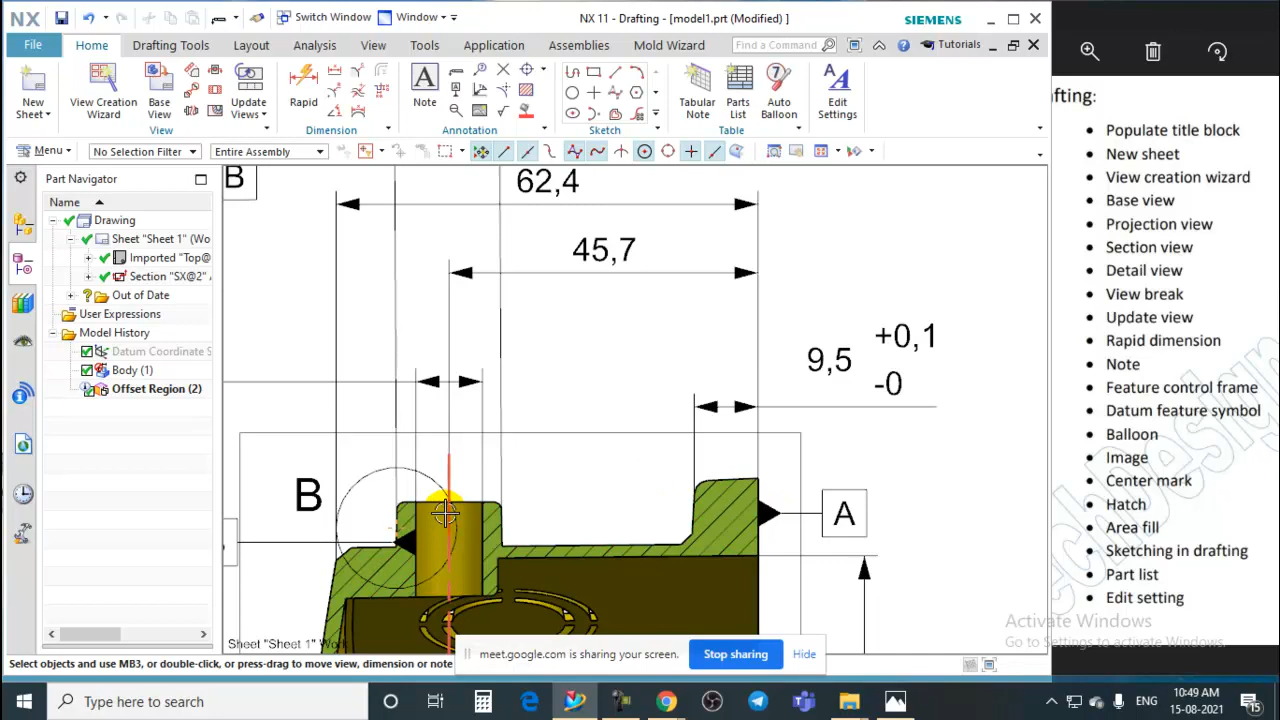 NX
Switch Window
Window
NX 11 - Drafting - [model1.prt (Modified) ]
SIEMENS
File
Home
Drafting Tools
Layout
Analysis
View
Tools
Application
Assemblies
Mold Wizard
Find a Command
Tutorials
New
Sheet
View Creation
Wizard
Base
View
Update
Views
Rapid
Note
Tabular
Note
Parts
List
Auto
Balloon
Edit
Settings
View
Dimension
Annotation
Sketch
Table
Menu
No Selection Filter
Entire Assembly
Part Navigator
Name
Drawing
Sheet "Sheet 1" (Wo
Imported "Top@
Section "SX@2"
Out of Date
User Expressions
Model History
Datum Coordinate S
Body (1)
Offset Region (2)
B
62,4
45,7
9,5
+0,1
-0
B
A
Sheet "Sheet 1" Work
Select objects and use MB3, or double-click, or press-drag to move view, dimension or note
meet.google.com is sharing your screen.
Stop sharing
Hide
fting:
Populate title block
New sheet
View creation wizard
Base view
Projection view
Section view
Detail view
View break
Update view
Rapid dimension
Note
Feature control frame
Datum feature symbol
Balloon
Image
Center mark
Hatch
Area fill
Sketching in drafting
Part list
Edit setting
Activate Windows
Go to Settings to activate Windows.
Type here to search
ENG
10:49 AM
15-08-2021
15